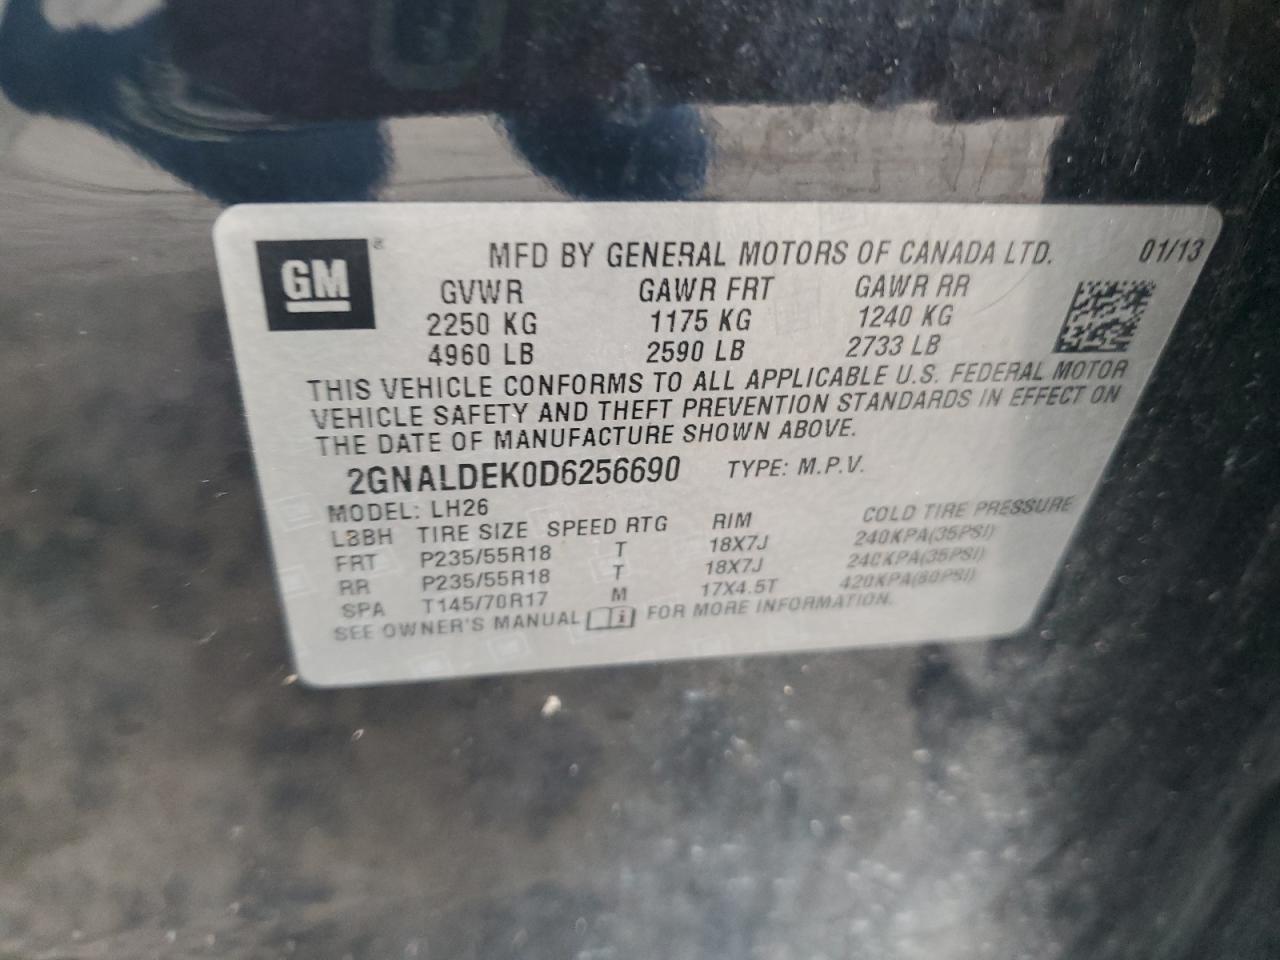 GM ® MFD BY GENERAL MOTORS OF CANADA LTD. 01/13
GVWR GAWR FRT GAWR RR
2250 KG 1175 KG 1240 KG
4960 LB 2590 LB 2733 LB
THIS VEHICLE CONFORMS TO ALL APPLICABLE U.S. FEDERAL MOTOR
VEHICLE SAFETY AND THEFT PREVENTION STANDARDS IN EFFECT ON
THE DATE OF MANUFACTURE SHOWN ABOVE.
2GNALDEK0D6256690 TYPE: M.P.V.
MODEL: LH26
LBBH TIRE SIZE SPEED RTG RIM COLD TIRE PRESSURE
FRT P235/55R18 T 18X7J 240KPA(35PSI)
RR P235/55R18 T 18X7J 240KPA(35PSI)
SPA T145/70R17 M 17X4.5T 420KPA(60PSI)
SEE OWNER'S MANUAL i FOR MORE INFORMATION.